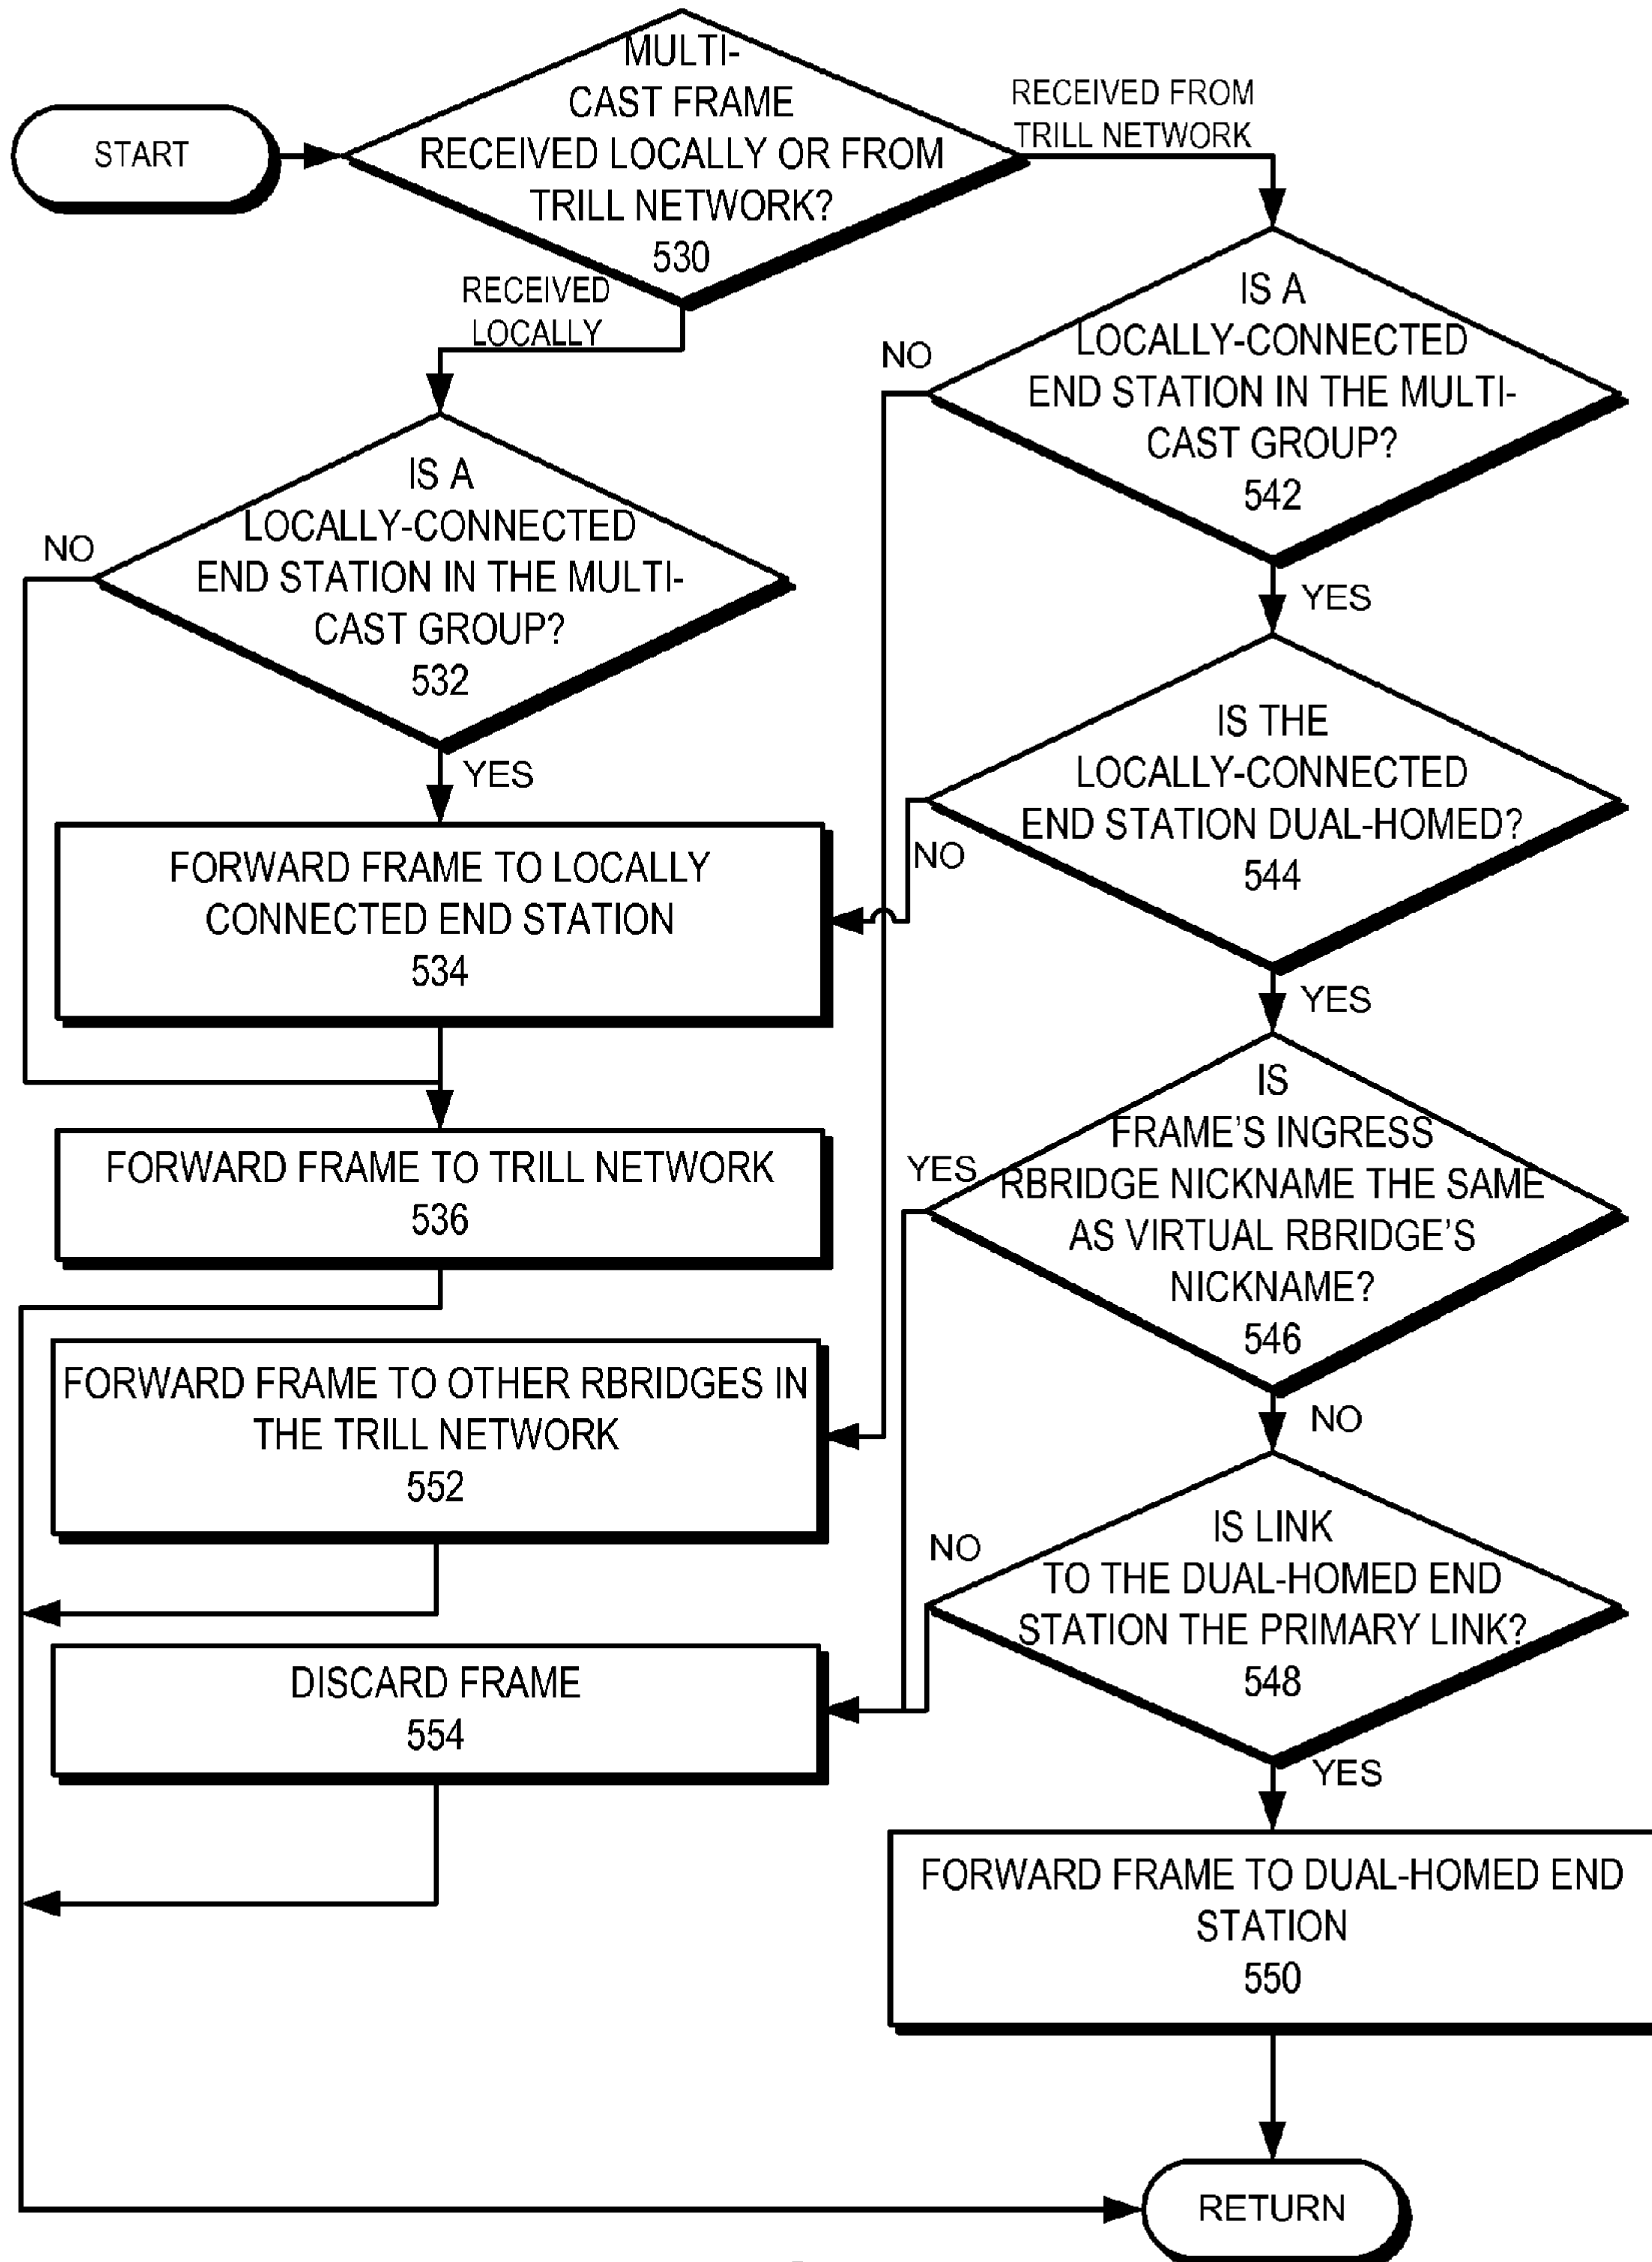 START
MULTI-
CAST FRAME
RECEIVED LOCALLY OR FROM
TRILL NETWORK?
530
RECEIVED FROM
TRILL NETWORK
RECEIVED
LOCALLY
IS A
LOCALLY-CONNECTED
END STATION IN THE MULTI-
CAST GROUP?
532
NO
YES
FORWARD FRAME TO LOCALLY
CONNECTED END STATION
534
FORWARD FRAME TO TRILL NETWORK
536
FORWARD FRAME TO OTHER RBRIDGES IN
THE TRILL NETWORK
552
DISCARD FRAME
554
IS A
LOCALLY-CONNECTED
END STATION IN THE MULTI-
CAST GROUP?
542
NO
YES
IS THE
LOCALLY-CONNECTED
END STATION DUAL-HOMED?
544
NO
YES
IS
FRAME'S INGRESS
RBRIDGE NICKNAME THE SAME
AS VIRTUAL RBRIDGE'S
NICKNAME?
546
YES
NO
IS LINK
TO THE DUAL-HOMED END
STATION THE PRIMARY LINK?
548
NO
YES
FORWARD FRAME TO DUAL-HOMED END
STATION
550
RETURN